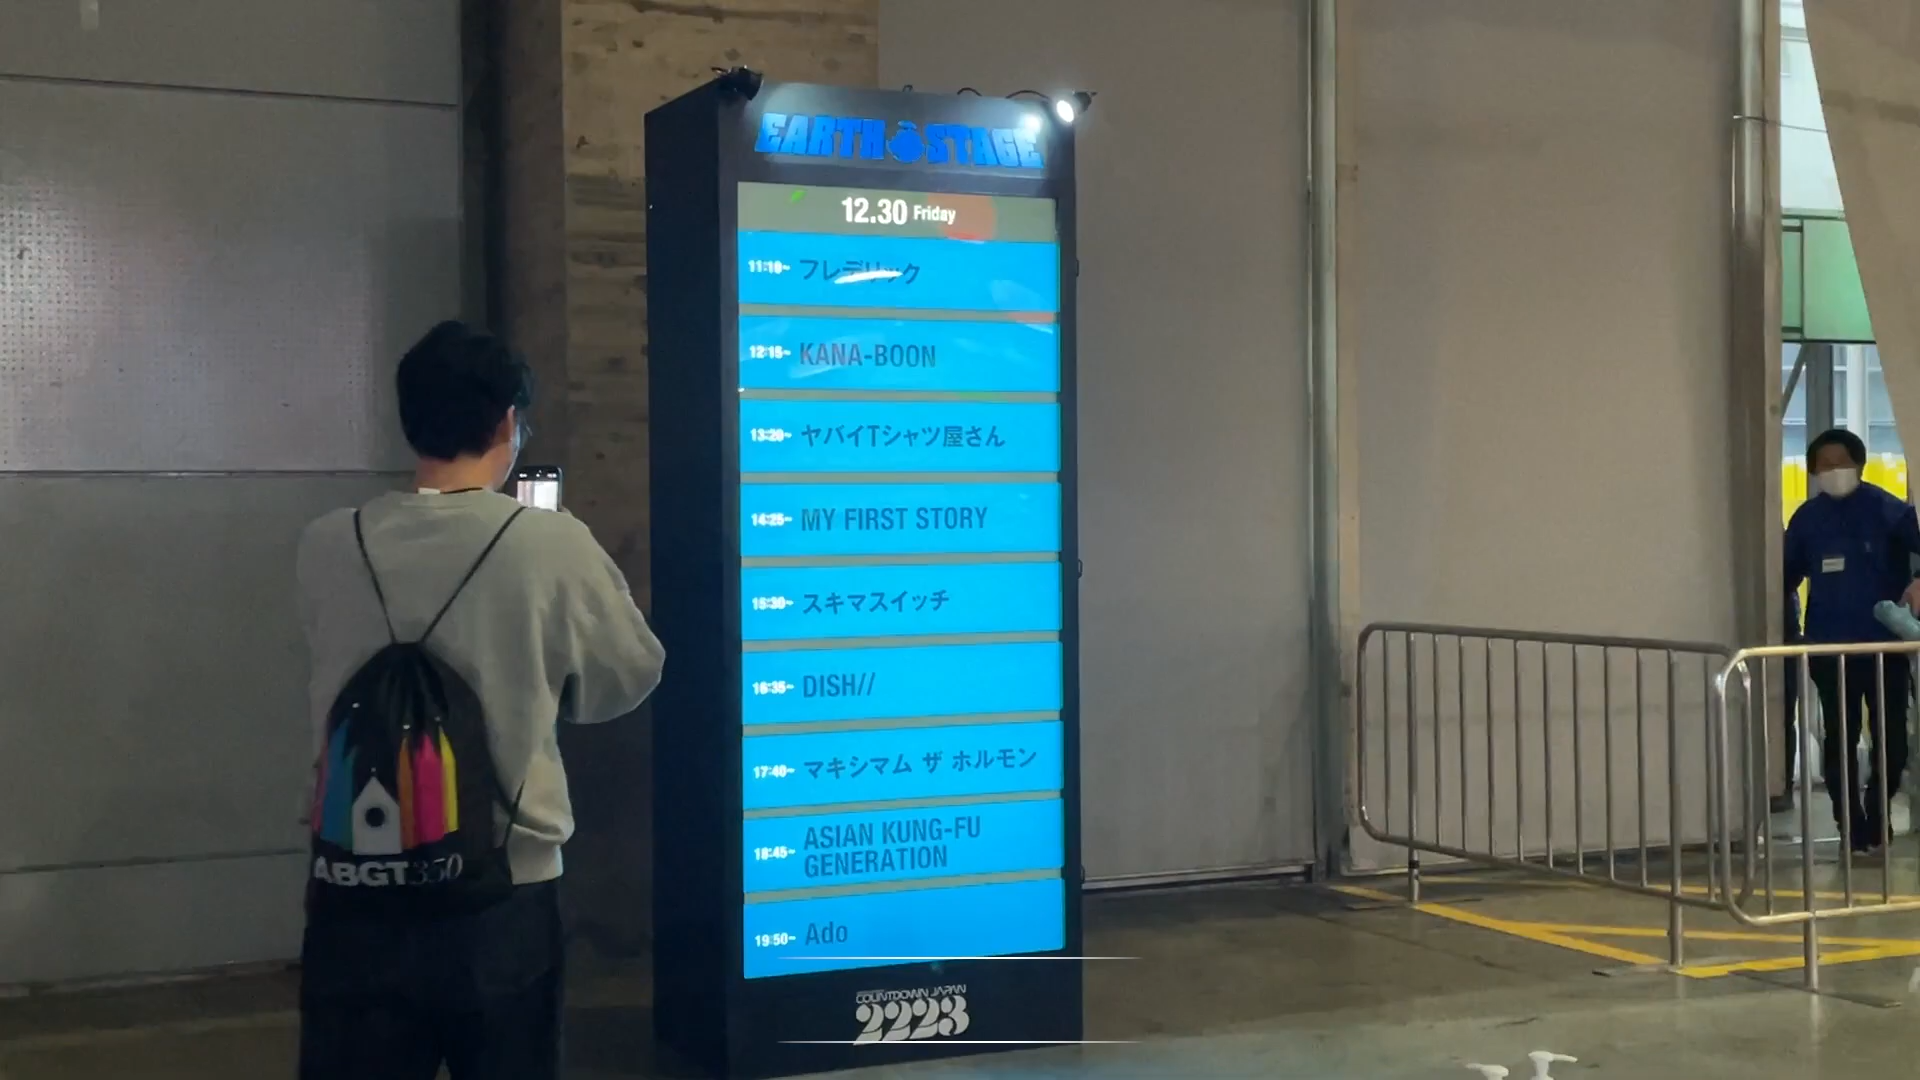 EARTH STAGE
12.30 Friday
11:10~ フレデリック
12:15~ KANA-BOON
13:20~ ヤバイTシャツ屋さん
14:25~ MY FIRST STORY
15:30~ スキマスイッチ
16:35~ DISH//
17:40~ マキシマム ザ ホルモン
18:45~ ASIAN KUNG-FU
GENERATION
19:50~ Ado
COUNTDOWN JAPAN
2223
ABGT350